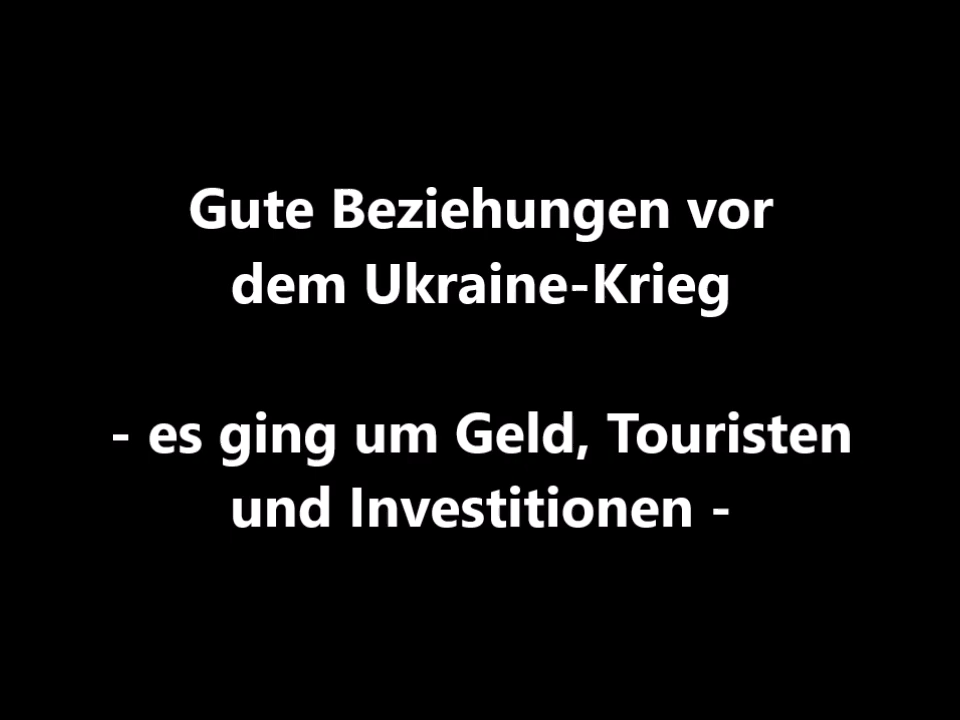 Gute Beziehungen vor
dem Ukraine-Krieg
- es ging um Geld, Touristen
und Investitionen -